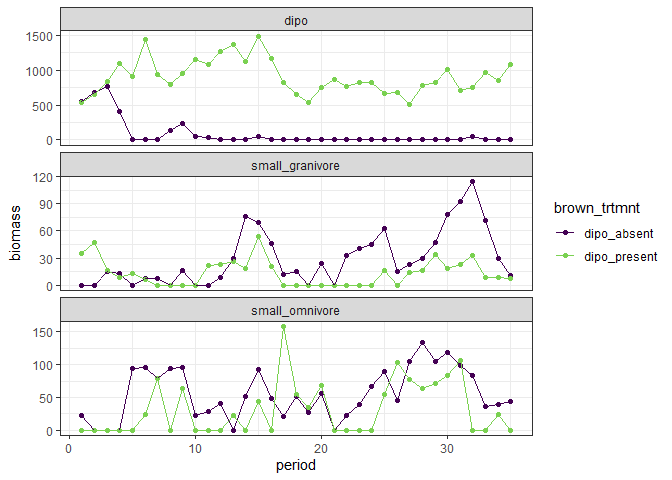 dipo
1500
1000
500
0
small_granivore
120
90
60
30
0
small_omnivore
150
100
50
0
0
10
20
30
period
biomass
brown_trtmnt
dipo_absent
dipo_present